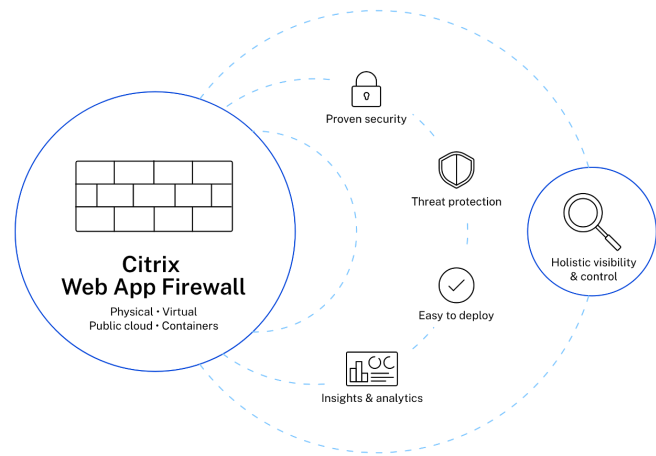 Proven security
Threat protection
Citrix
Web App Firewall
Physical • Virtual
Public cloud • Containers
Holistic visibility
& control
Easy to deploy
Insights & analytics